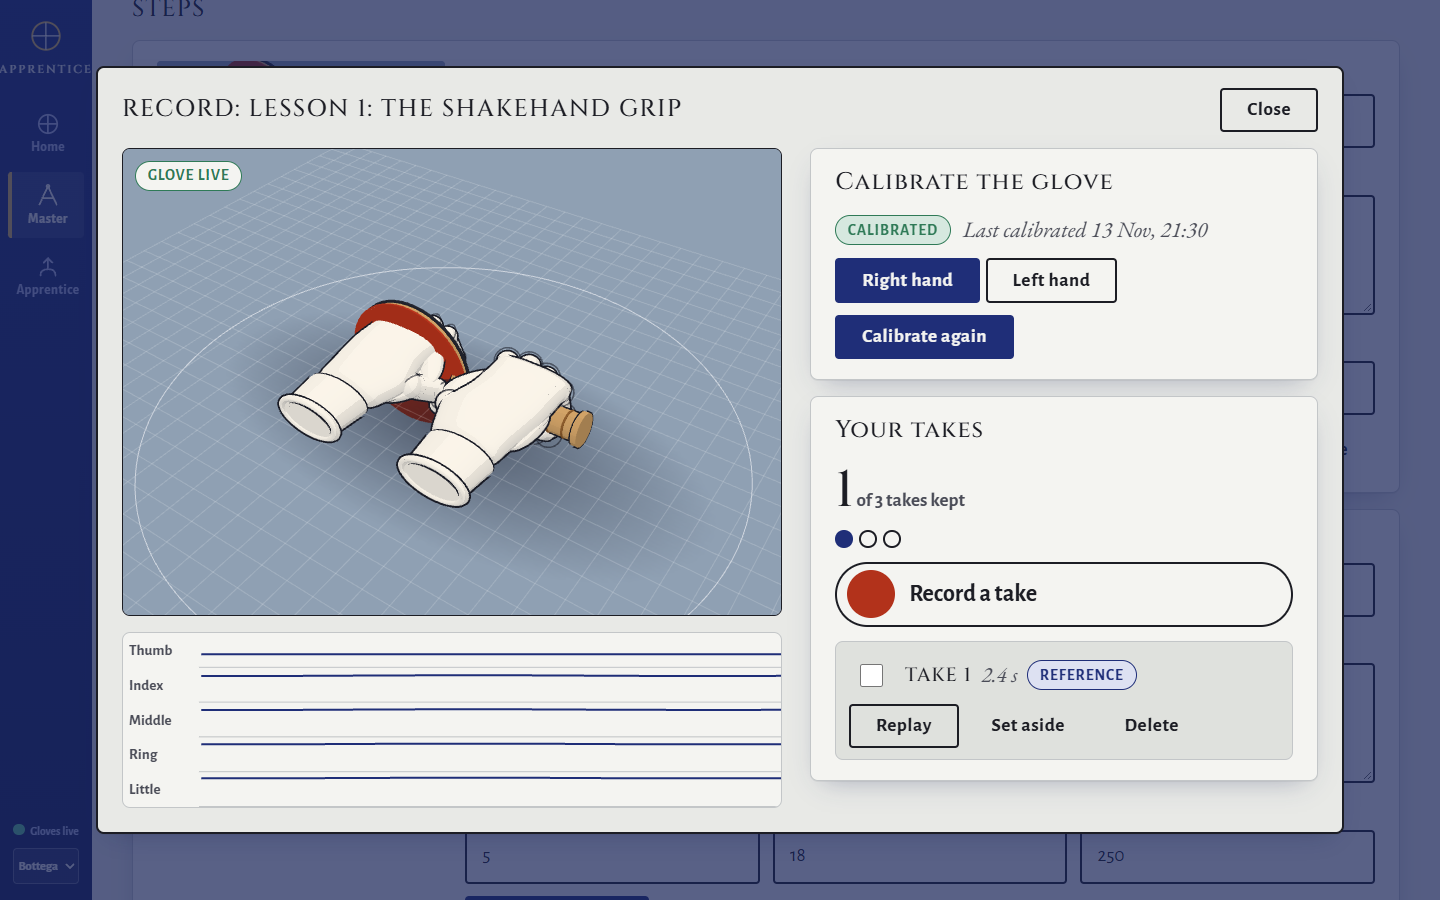 STEPS
APPRENTICE
Home
Master
Apprentice
Gloves live
Bottega
RECORD: LESSON 1: THE SHAKEHAND GRIP
Close
GLOVE LIVE
Thumb
Index
Middle
Ring
Little
CALIBRATE THE GLOVE
CALIBRATED Last calibrated 13 Nov, 21:30
Right hand Left hand
Calibrate again
YOUR TAKES
1 of 3 takes kept
Record a take
TAKE 1 2.4 s REFERENCE
Replay Set aside Delete
5 18 250